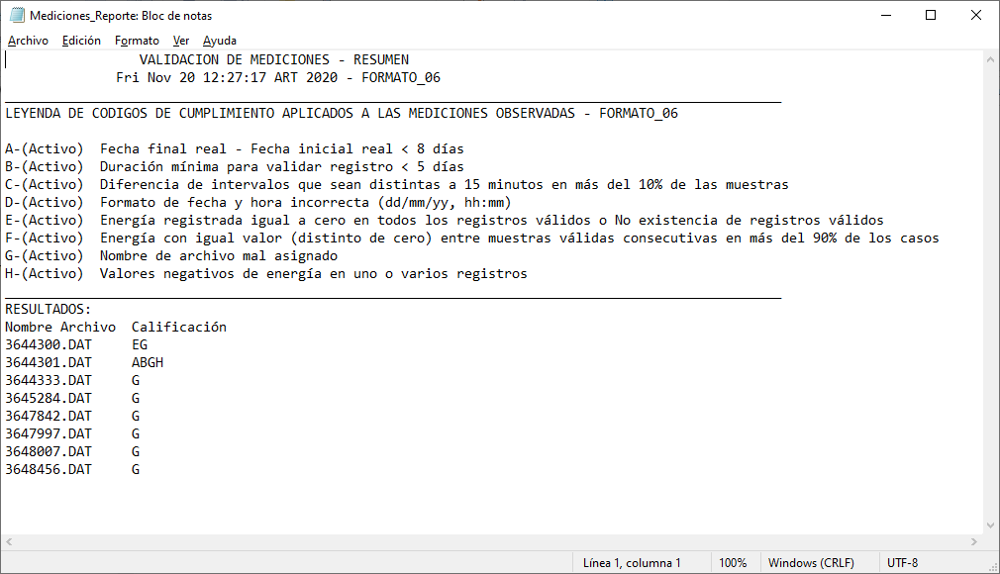 Mediciones_Reporte: Bloc de notas
Archivo Edición Formato Ver Ayuda
VALIDACION DE MEDICIONES - RESUMEN
Fri Nov 20 12:27:17 ART 2020 - FORMATO_06
LEYENDA DE CODIGOS DE CUMPLIMIENTO APLICADOS A LAS MEDICIONES OBSERVADAS - FORMATO_06
A-(Activo) Fecha final real - Fecha inicial real < 8 días
B-(Activo) Duración mínima para validar registro < 5 días
C-(Activo) Diferencia de intervalos que sean distintas a 15 minutos en más del 10% de las muestras
D-(Activo) Formato de fecha y hora incorrecta (dd/mm/yy, hh:mm)
E-(Activo) Energía registrada igual a cero en todos los registros válidos o No existencia de registros válidos
F-(Activo) Energía con igual valor (distinto de cero) entre muestras válidas consecutivas en más del 90% de los casos
G-(Activo) Nombre de archivo mal asignado
H-(Activo) Valores negativos de energía en uno o varios registros
RESULTADOS:
Nombre Archivo Calificación
3644300.DAT EG
3644301.DAT ABGH
3644333.DAT G
3645284.DAT G
3647842.DAT G
3647997.DAT G
3648007.DAT G
3648456.DAT G
Línea 1, columna 1 100% Windows (CRLF) UTF-8